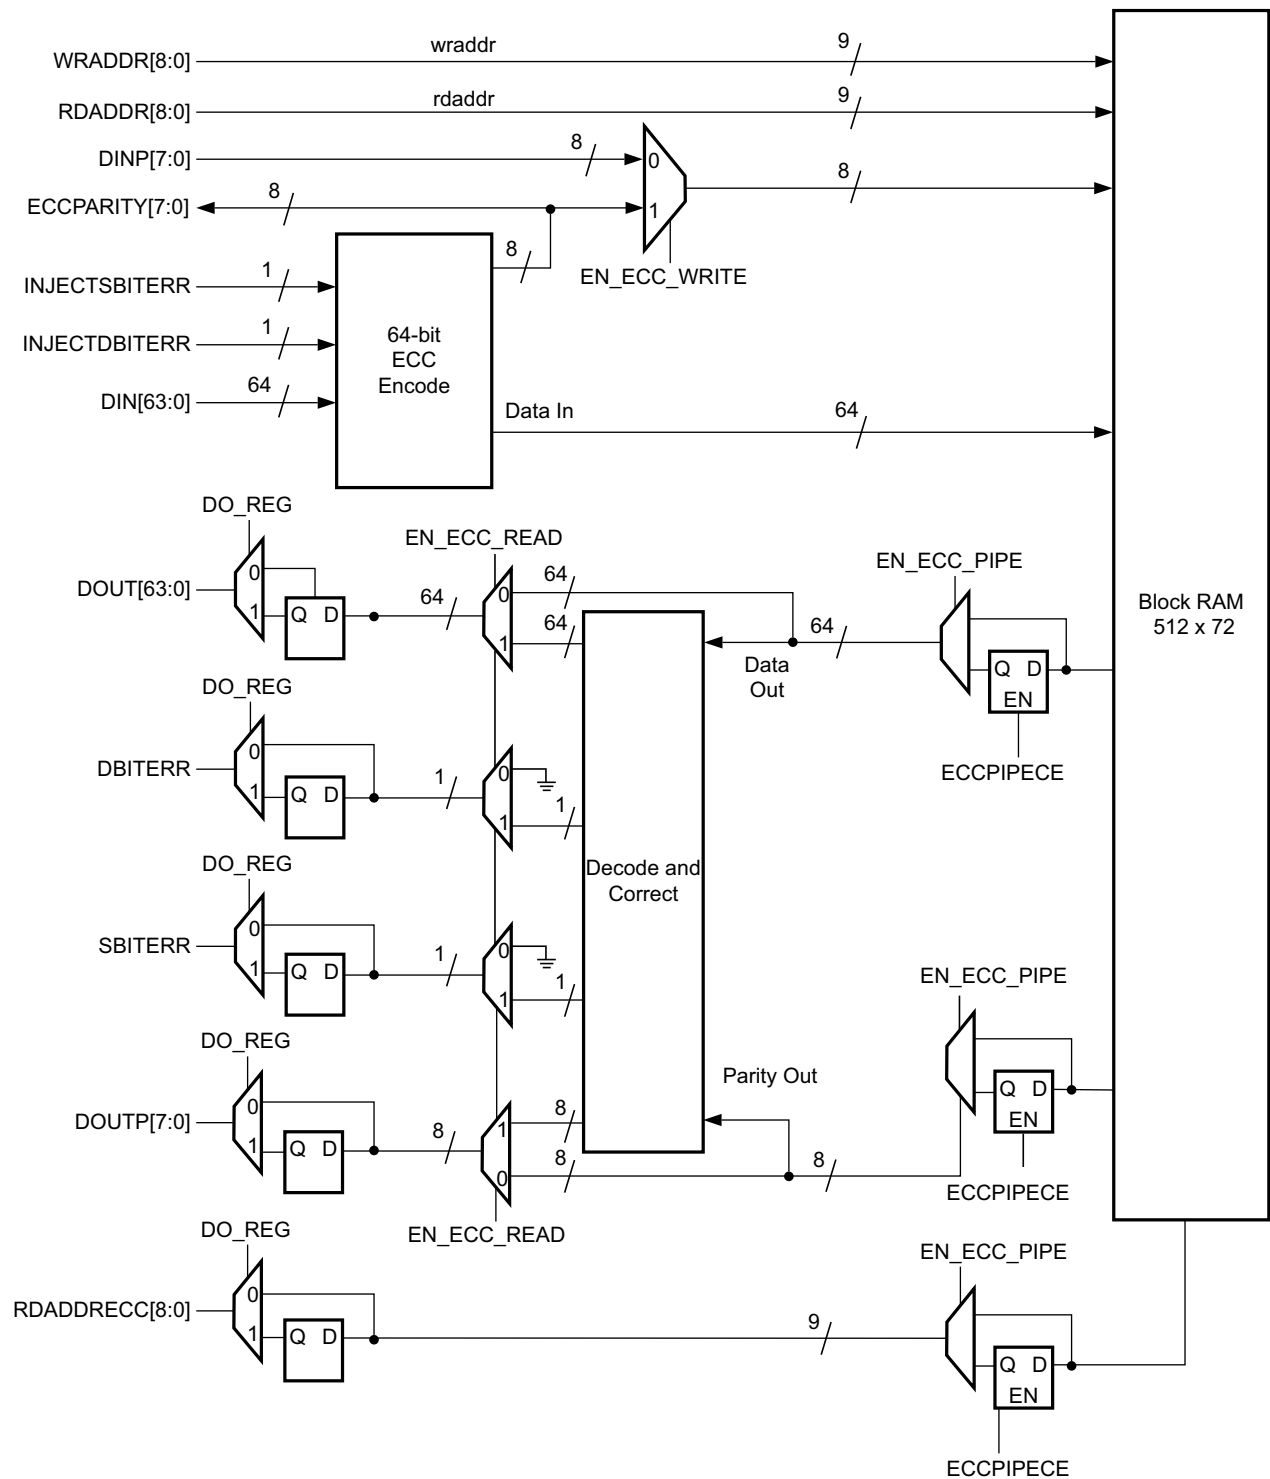 wraddr
9
WRADDR[8:0]
rdaddr
9
RDADDR[8:0]
8
DINP[7:0]
0
8
8
ECCPARITY[7:0]
1
8
EN_ECC_WRITE
1
INJECTSBITERR
1
INJECTDBITERR
64-bit
ECC
Encode
64
DIN[63:0]
Data In
64
DO_REG
EN_ECC_READ
EN_ECC_PIPE
0
DOUT[63:0]
1
Q D
64
0
64
1
64
64
Data
Out
Q D
EN
ECCPIPECE
Block RAM
512 x 72
DO_REG
0
DBITERR
1
Q D
1
0
1
1
Decode and
Correct
DO_REG
0
SBITERR
1
Q D
1
0
1
1
EN_ECC_PIPE
DO_REG
Parity Out
Q D
EN
ECCPIPECE
0
DOUTP[7:0]
1
Q D
8
1
8
0
8
8
EN_ECC_READ
DO_REG
EN_ECC_PIPE
0
RDADDRECC[8:0]
1
Q D
9
Q D
EN
ECCPIPECE